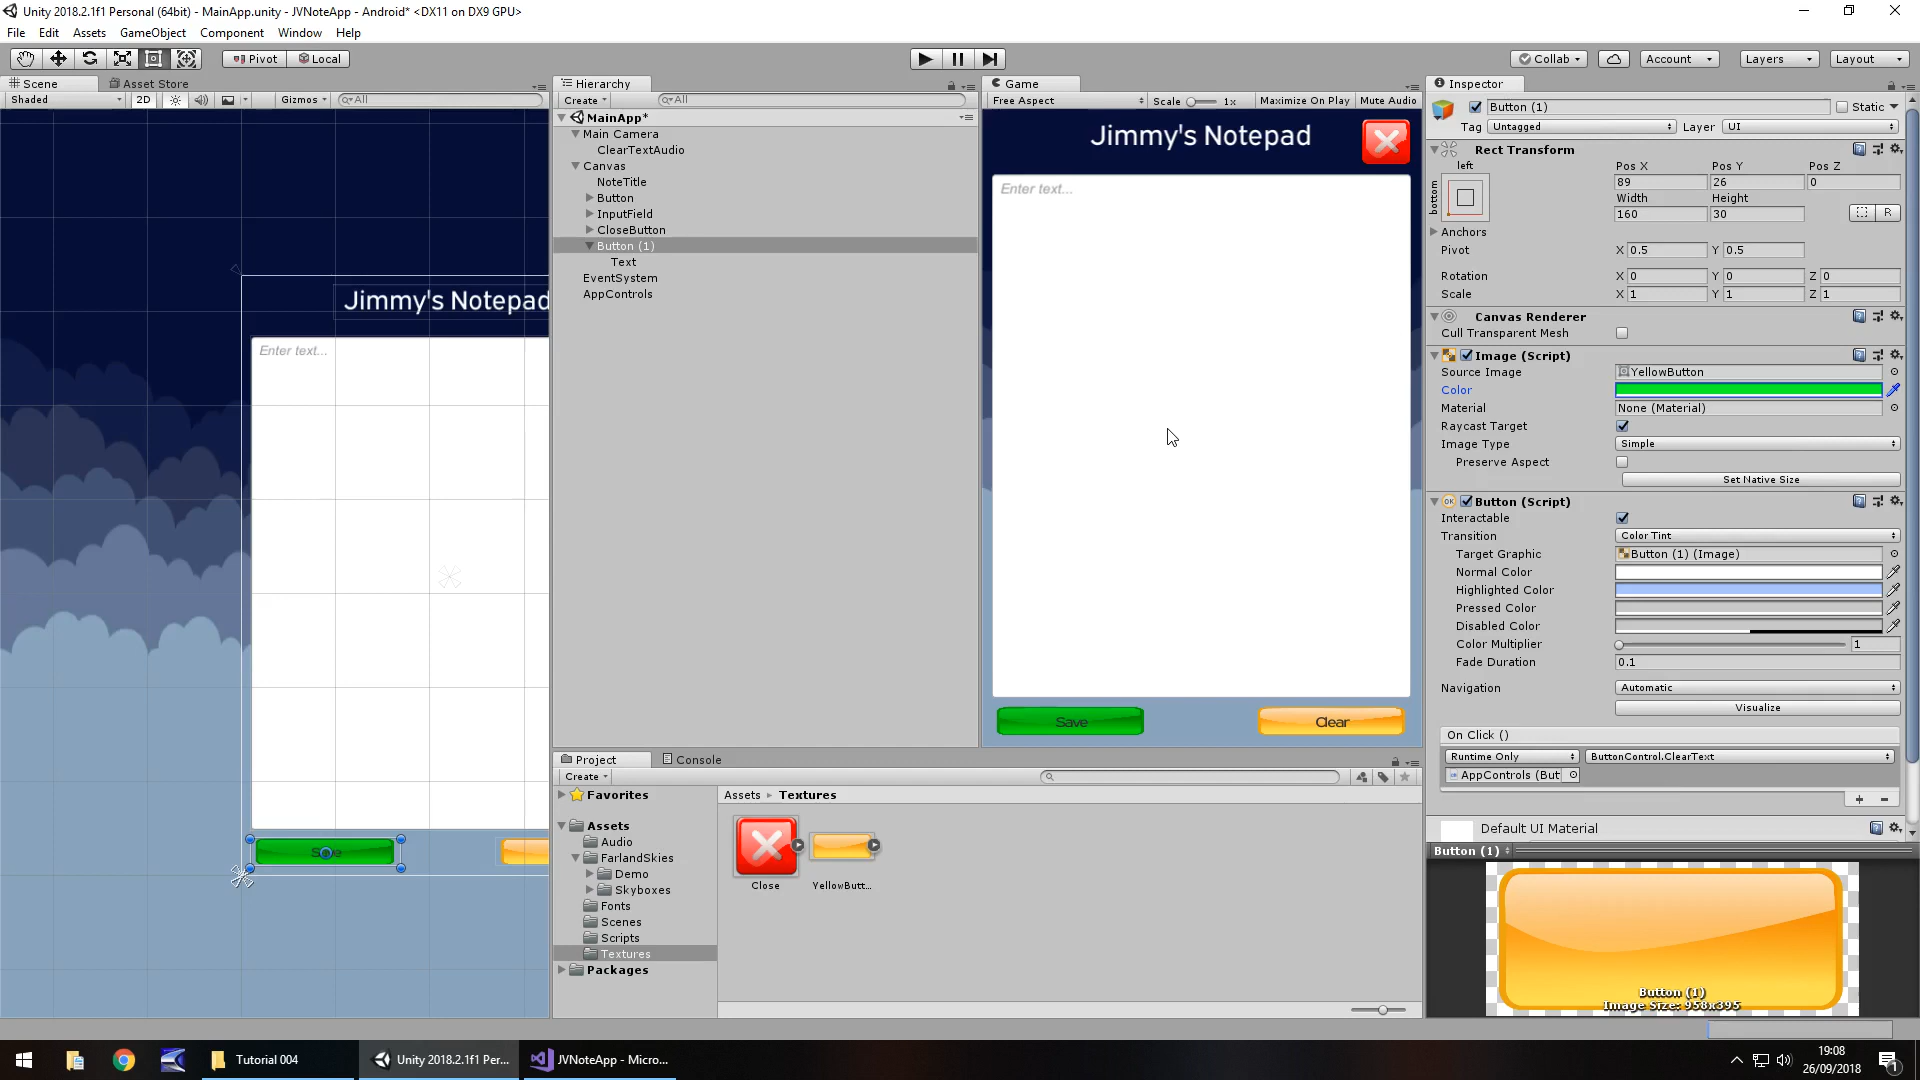 Unity 2018.2.1f1 Personal (64bit) - MainApp.unity - JVNoteApp - Android* <DX11 on DX9 GPU>
File Edit Assets GameObject Component Window Help
Pivot Local Collab Account Layers Layout
Scene Asset Store
Shaded 2D Gizmos All
Jimmy's Notepad
Enter text...
Save
Hierarchy
Create All
MainApp*
Main Camera
ClearTextAudio
Canvas
NoteTitle
Button
InputField
CloseButton
Button (1)
Text
EventSystem
AppControls
Game
Free Aspect Scale 1x Maximize On Play Mute Audio
Jimmy's Notepad
Enter text...
Save Clear
Project Console
Create
Favorites
Assets
Audio
FarlandSkies
Demo
Skyboxes
Fonts
Scenes
Scripts
Textures
Packages
Assets Textures
Close YellowButt...
Inspector
Button (1) Static
Tag Untagged Layer UI
Rect Transform
left bottom
Pos X Pos Y Pos Z
89 26 0
Width Height
160 30
R
Anchors
Pivot X 0.5 Y 0.5
Rotation X 0 Y 0 Z 0
Scale X 1 Y 1 Z 1
Canvas Renderer
Cull Transparent Mesh
Image (Script)
Source Image YellowButton
Color
Material None (Material)
Raycast Target
Image Type Simple
Preserve Aspect
Set Native Size
Button (Script)
Interactable
Transition Color Tint
Target Graphic Button (1) (Image)
Normal Color
Highlighted Color
Pressed Color
Disabled Color
Color Multiplier 1
Fade Duration 0.1
Navigation Automatic
Visualize
On Click ()
Runtime Only ButtonControl.ClearText
AppControls (But
Default UI Material
Button (1)
Button (1)
Image Size: 958x395
Tutorial 004 Unity 2018.2.1f1 Per... JVNoteApp - Micro...
19:08
26/09/2018
1